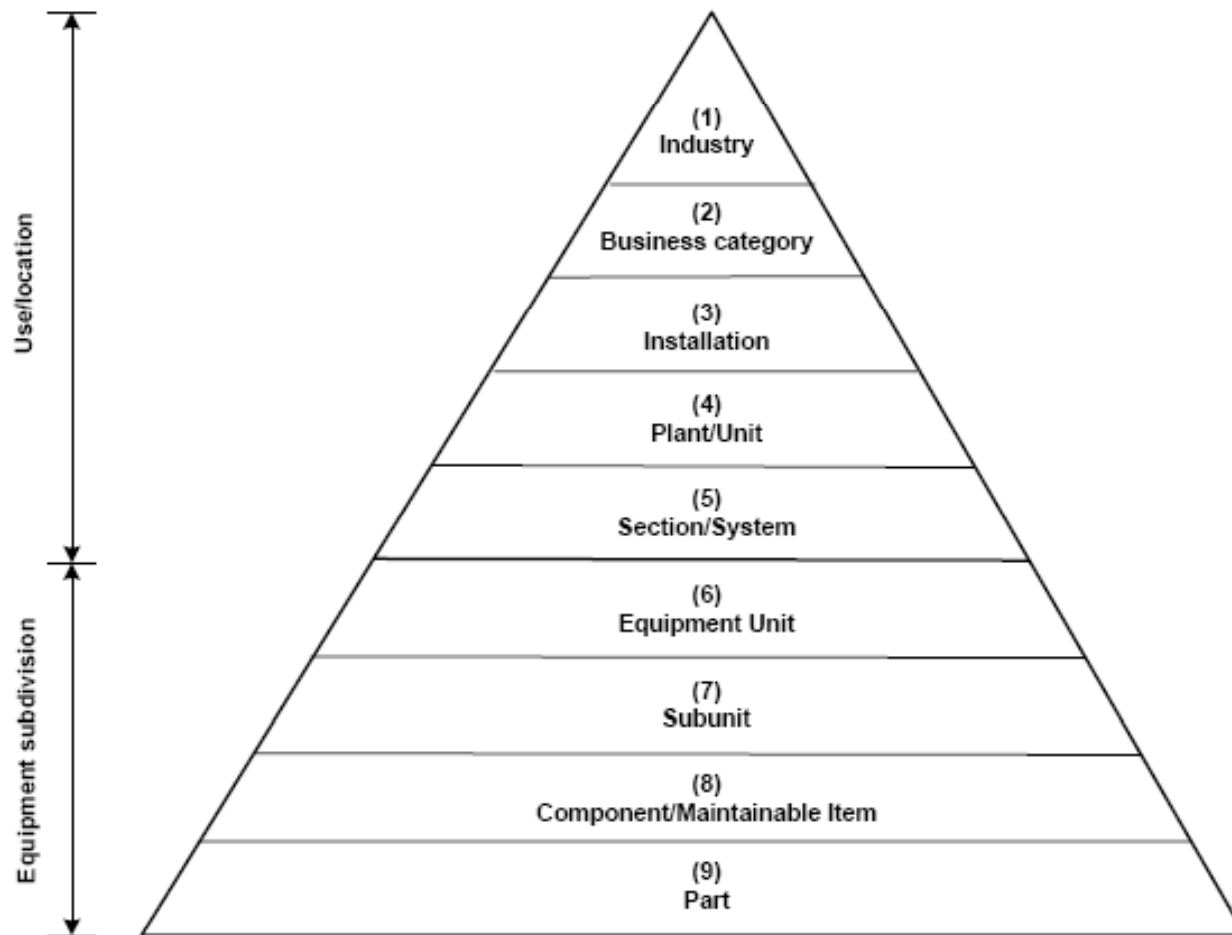 Use/location
Equipment subdivision
(1)
Industry
(2)
Business category
(3)
Installation
(4)
Plant/Unit
(5)
Section/System
(6)
Equipment Unit
(7)
Subunit
(8)
Component/Maintainable Item
(9)
Part